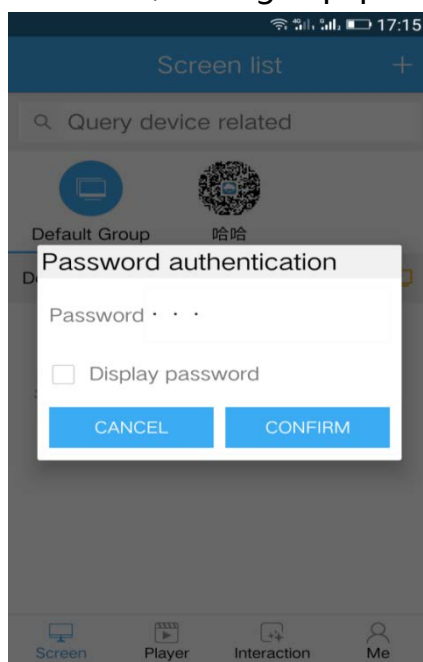 17:15
Screen list +
Query device related
Default Group 哈哈
Password authentication
Password · · ·
Display password
CANCEL CONFIRM
Screen Player Interaction Me